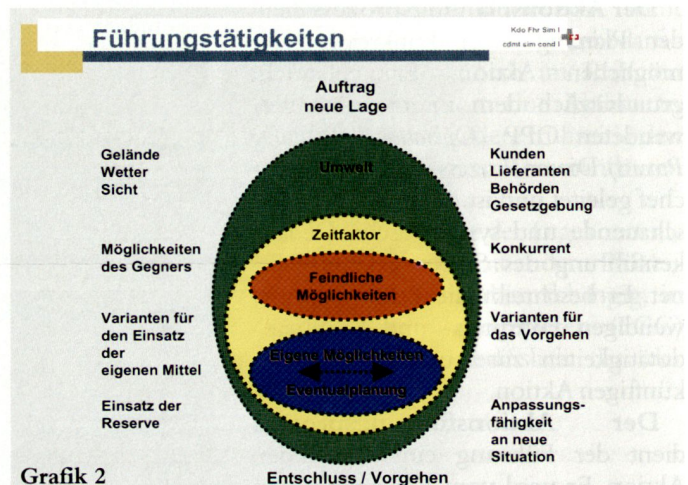 Führungstätigkeiten
Kdo Fhr Sim I
cdmt sim cond I
Auftrag
neue Lage
Gelände
Wetter
Sicht
Umwelt
Kunden
Lieferanten
Behörden
Gesetzgebung
Möglichkeiten
des Gegners
Zeitfaktor
Feindliche
Möglichkeiten
Konkurrent
Varianten für
den Einsatz
der
eigenen Mittel
Eigene Möglichkeiten
Eventualplanung
Varianten für
das Vorgehen
Einsatz der
Reserve
Anpassungs-
fähigkeit
an neue
Situation
Grafik 2
Entschluss / Vorgehen